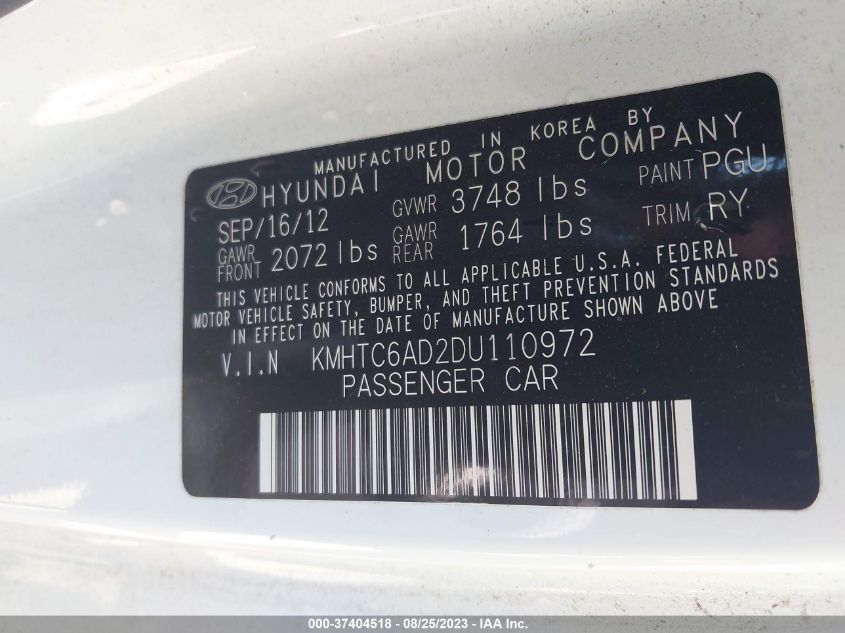 MANUFACTURED IN KOREA BY
HYUNDAI MOTOR COMPANY
SEP/16/12 GVWR 3748 lbs PAINT PGU
GAWR FRONT 2072 lbs GAWR REAR 1764 lbs TRIM RY
THIS VEHICLE CONFORMS TO ALL APPLICABLE U.S.A. FEDERAL
MOTOR VEHICLE SAFETY, BUMPER, AND THEFT PREVENTION STANDARDS
IN EFFECT ON THE DATE OF MANUFACTURE SHOWN ABOVE
V.I.N KMHTC6AD2DU110972
PASSENGER CAR
000-37404518 - 08/25/2023 - IAA Inc.